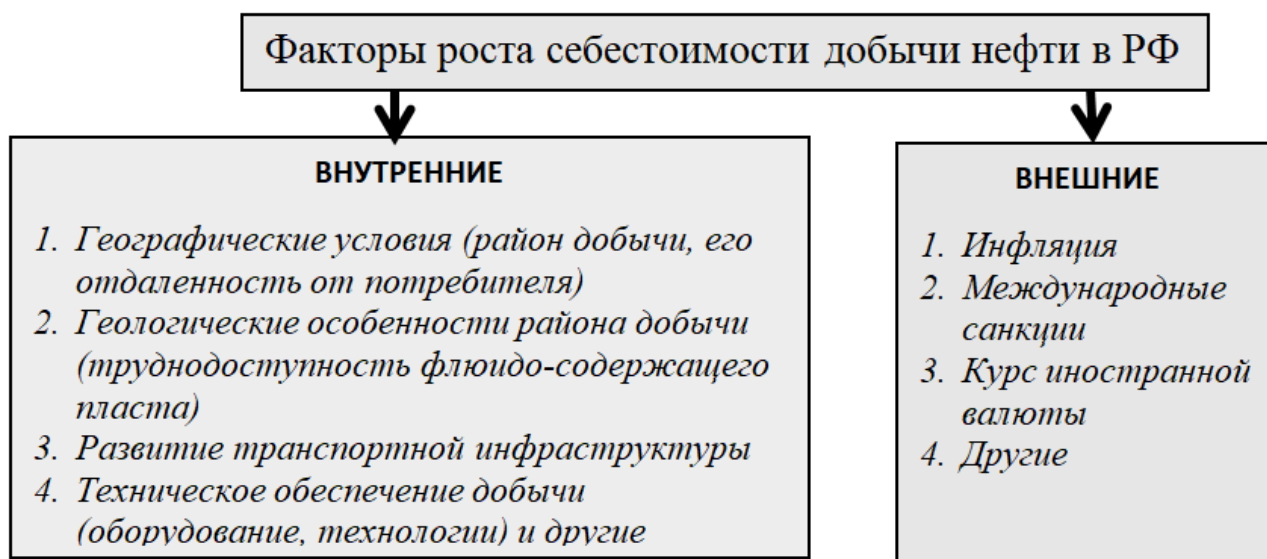 Факторы роста себестоимости добычи нефти в РФ
ВНУТРЕННИЕ
1. Географические условия (район добычи, его
отдаленность от потребителя)
2. Геологические особенности района добычи
(труднодоступность флюидо-содержащего
пласта)
3. Развитие транспортной инфраструктуры
4. Техническое обеспечение добычи
(оборудование, технологии) и другие
ВНЕШНИЕ
1. Инфляция
2. Международные
санкции
3. Курс иностранной
валюты
4. Другие